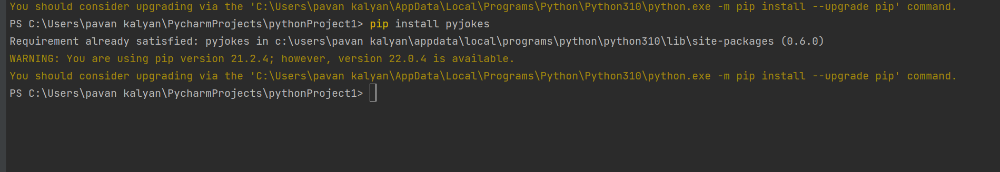 You should consider upgrading via the 'C:\Users\pavan kalyan\AppData\Local\Programs\Python\Python310\python.exe -m pip install --upgrade pip' command.
PS C:\Users\pavan kalyan\PycharmProjects\pythonProject1> pip install pyjokes
Requirement already satisfied: pyjokes in c:\users\pavan kalyan\appdata\local\programs\python\python310\lib\site-packages (0.6.0)
WARNING: You are using pip version 21.2.4; however, version 22.0.4 is available.
You should consider upgrading via the 'C:\Users\pavan kalyan\AppData\Local\Programs\Python\Python310\python.exe -m pip install --upgrade pip' command.
PS C:\Users\pavan kalyan\PycharmProjects\pythonProject1>